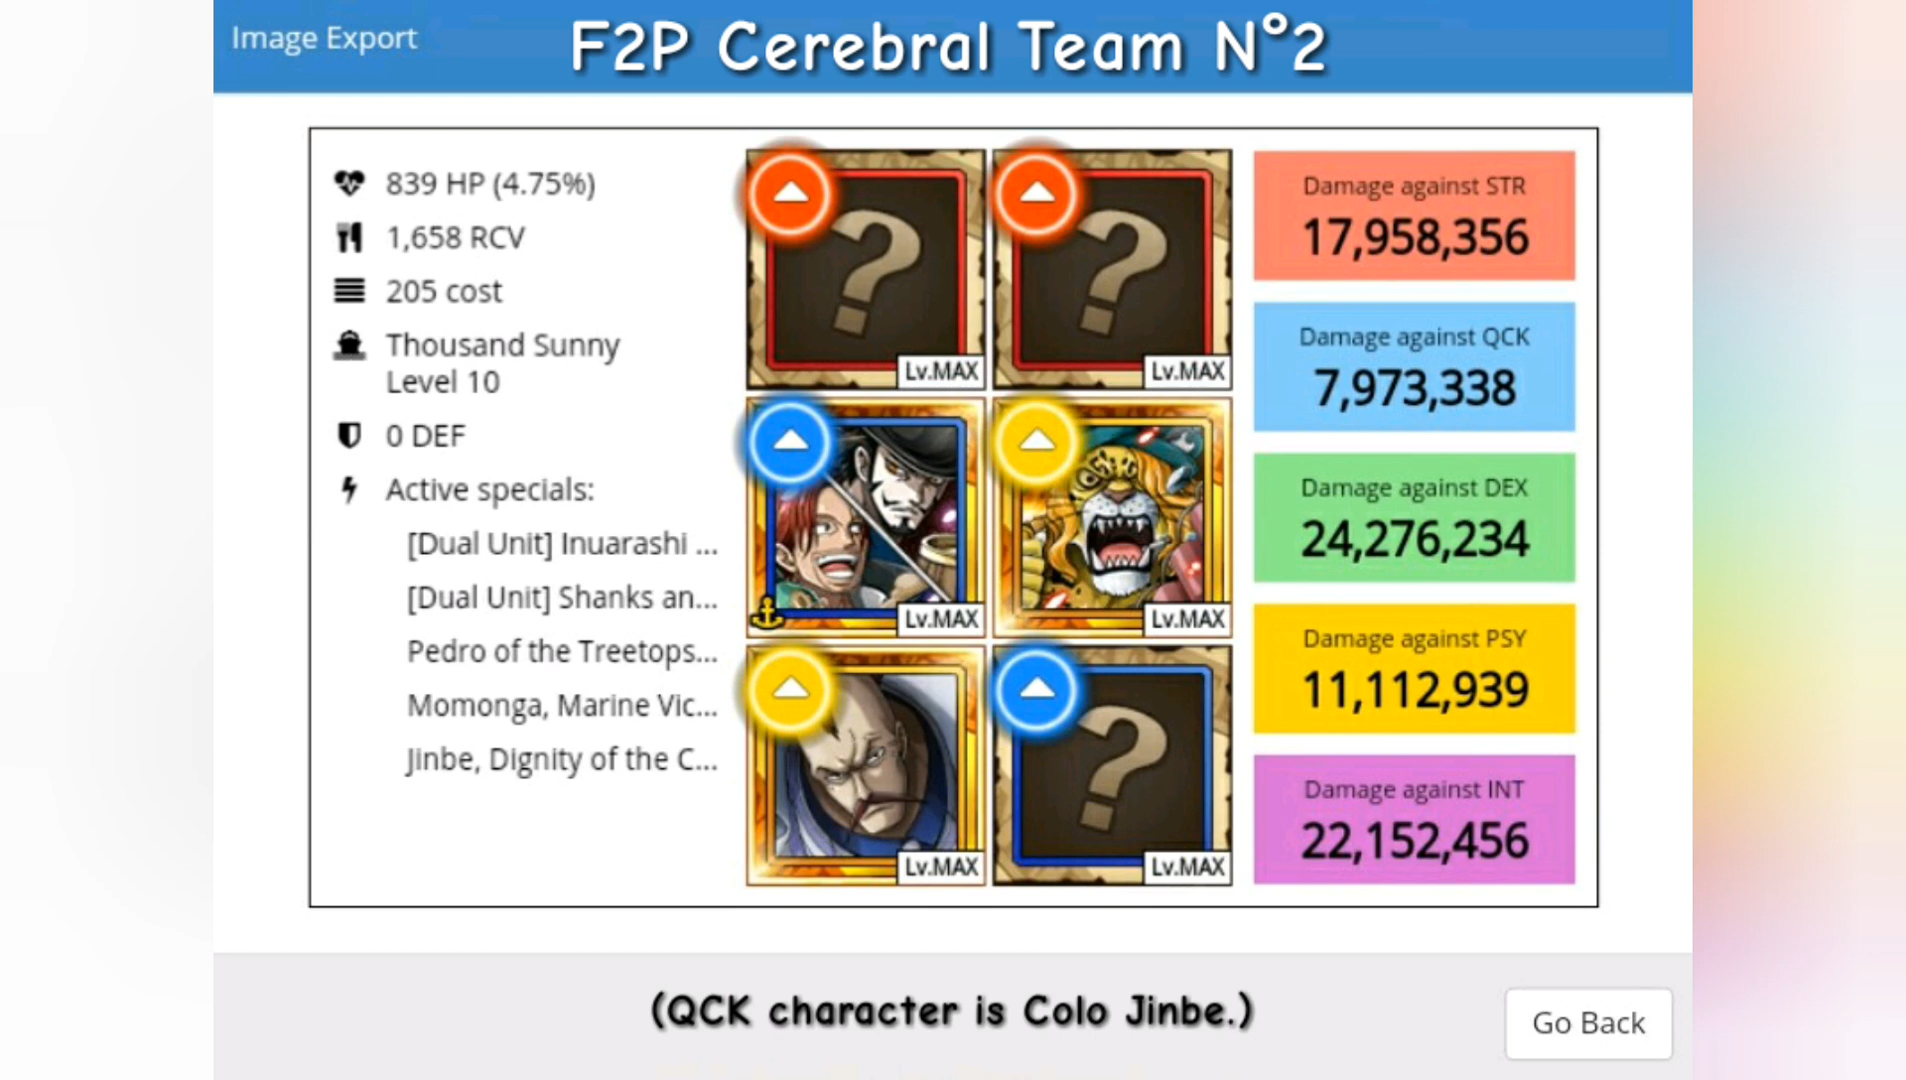 Image Export
F2P Cerebral Team N°2
839 HP (4.75%)
1,658 RCV
205 cost
Thousand Sunny
Level 10
0 DEF
Active specials:
[Dual Unit] Inuarashi ...
[Dual Unit] Shanks an...
Pedro of the Treetops...
Momonga, Marine Vic...
Jinbe, Dignity of the C...
Lv.MAX
Lv.MAX
Lv.MAX
Lv.MAX
Lv.MAX
Lv.MAX
Damage against STR
17,958,356
Damage against QCK
7,973,338
Damage against DEX
24,276,234
Damage against PSY
11,112,939
Damage against INT
22,152,456
(QCK character is Colo Jinbe.)
Go Back